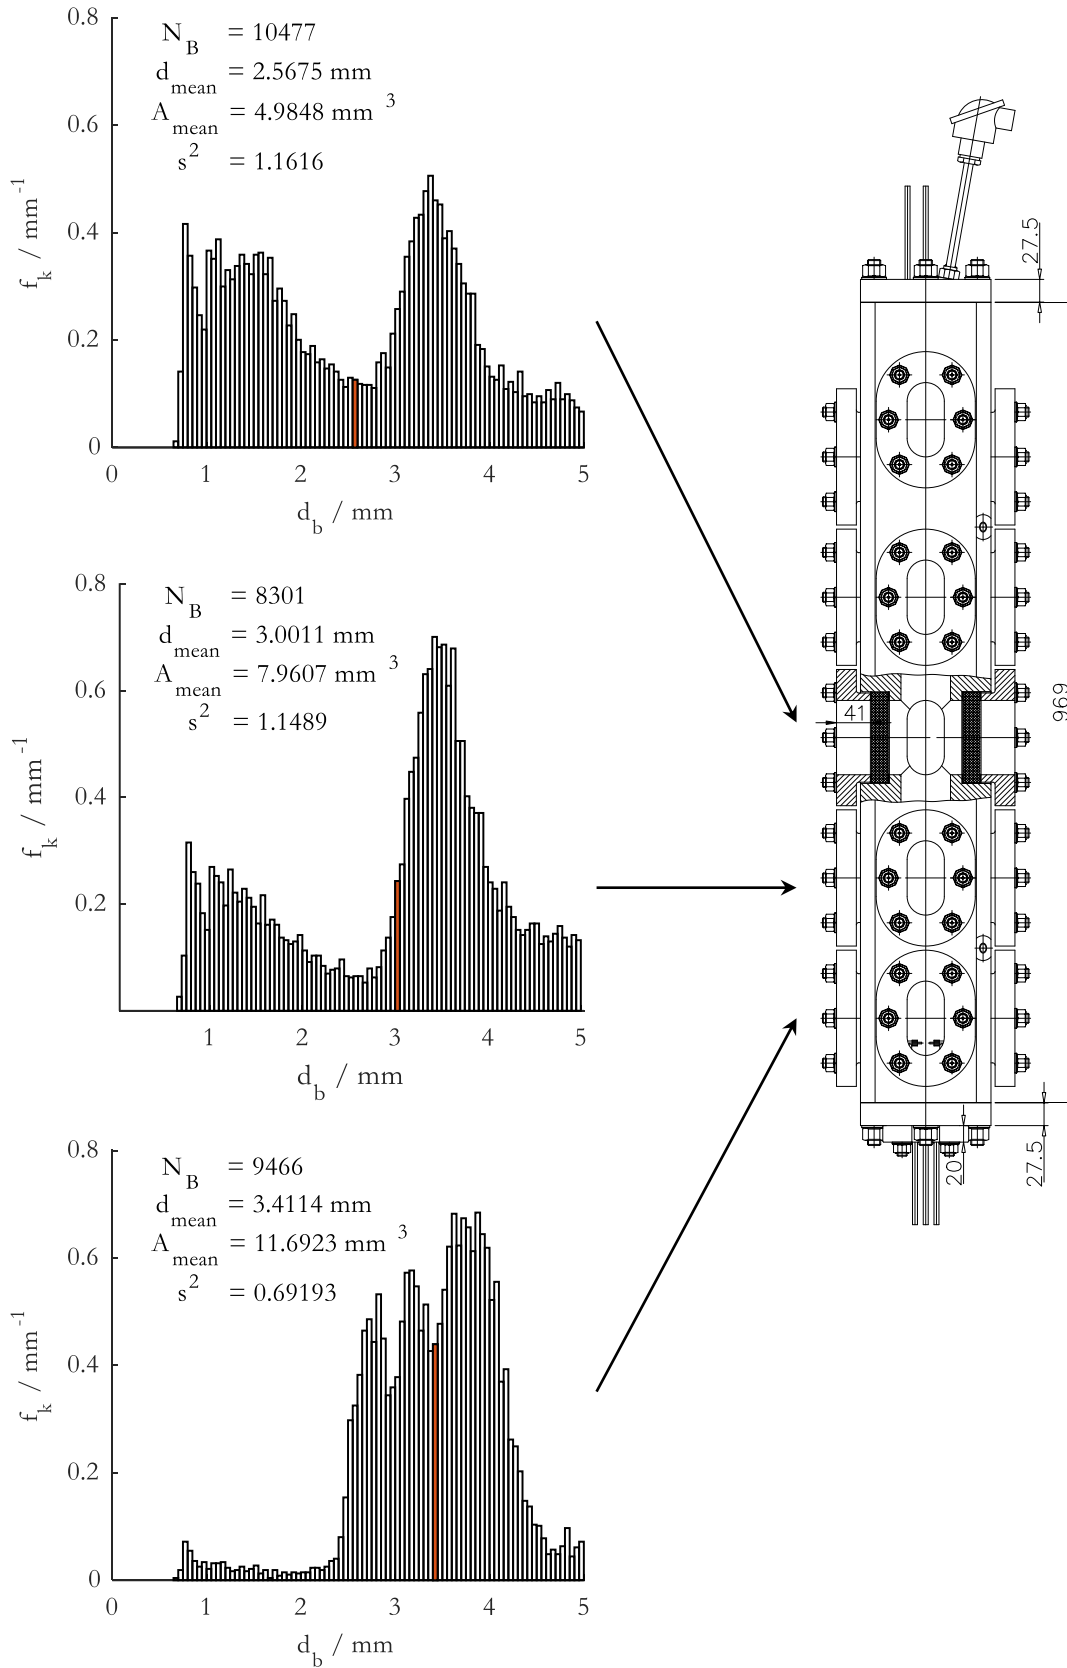 0.8
N_B = 10477
d_mean = 2.5675 mm
A_mean = 4.9848 mm ^3
s^2 = 1.1616
0.6
0.4
0.2
0
f_k / mm^-1
0 1 2 3 4 5
d_b / mm
0.8
N_B = 8301
d_mean = 3.0011 mm
A_mean = 7.9607 mm ^3
s^2 = 1.1489
0.6
0.4
0.2
f_k / mm^-1
1 2 3 4 5
d_b / mm
0.8
N_B = 9466
d_mean = 3.4114 mm
A_mean = 11.6923 mm ^3
s^2 = 0.69193
0.6
0.4
0.2
0
f_k / mm^-1
0 1 2 3 4 5
d_b / mm
27.5
41
969
20
27.5